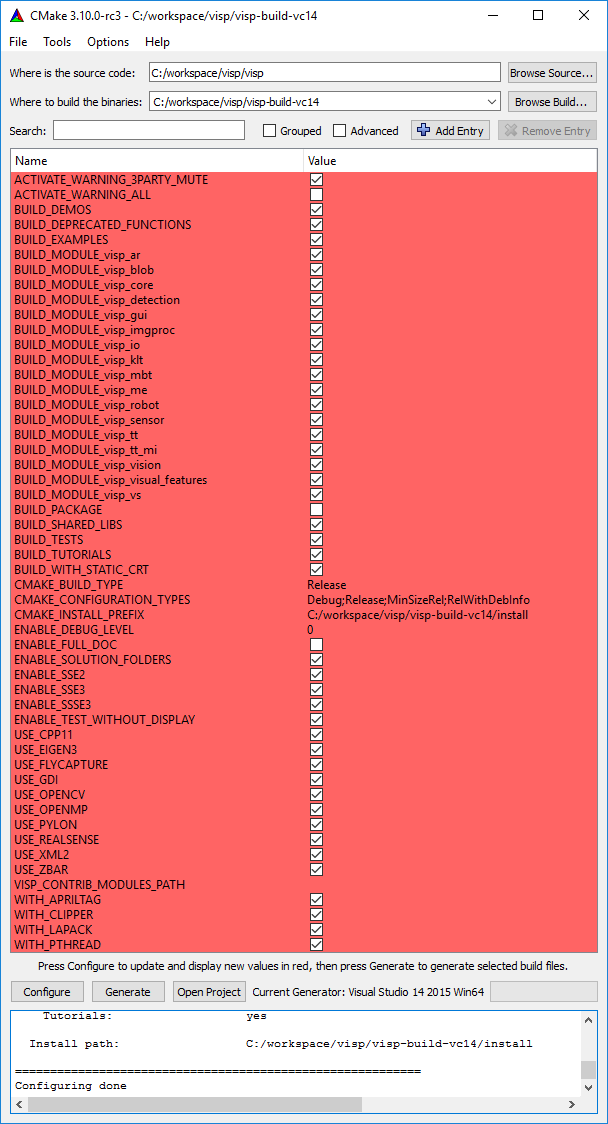 CMake 3.10.0-rc3 - C:/workspace/visp/visp-build-vc14
File Tools Options Help
Where is the source code: C:/workspace/visp/visp Browse Source...
Where to build the binaries: C:/workspace/visp/visp-build-vc14 Browse Build...
Search: Grouped Advanced Add Entry Remove Entry
Name Value
ACTIVATE_WARNING_3PARTY_MUTE
ACTIVATE_WARNING_ALL
BUILD_DEMOS
BUILD_DEPRECATED_FUNCTIONS
BUILD_EXAMPLES
BUILD_MODULE_visp_ar
BUILD_MODULE_visp_blob
BUILD_MODULE_visp_core
BUILD_MODULE_visp_detection
BUILD_MODULE_visp_gui
BUILD_MODULE_visp_imgproc
BUILD_MODULE_visp_io
BUILD_MODULE_visp_klt
BUILD_MODULE_visp_mbt
BUILD_MODULE_visp_me
BUILD_MODULE_visp_robot
BUILD_MODULE_visp_sensor
BUILD_MODULE_visp_tt
BUILD_MODULE_visp_tt_mi
BUILD_MODULE_visp_vision
BUILD_MODULE_visp_visual_features
BUILD_MODULE_visp_vs
BUILD_PACKAGE
BUILD_SHARED_LIBS
BUILD_TESTS
BUILD_TUTORIALS
BUILD_WITH_STATIC_CRT
CMAKE_BUILD_TYPE Release
CMAKE_CONFIGURATION_TYPES Debug;Release;MinSizeRel;RelWithDebInfo
CMAKE_INSTALL_PREFIX C:/workspace/visp/visp-build-vc14/install
ENABLE_DEBUG_LEVEL 0
ENABLE_FULL_DOC
ENABLE_SOLUTION_FOLDERS
ENABLE_SSE2
ENABLE_SSE3
ENABLE_SSSE3
ENABLE_TEST_WITHOUT_DISPLAY
USE_CPP11
USE_EIGEN3
USE_FLYCAPTURE
USE_GDI
USE_OPENCV
USE_OPENMP
USE_PYLON
USE_REALSENSE
USE_XML2
USE_ZBAR
VISP_CONTRIB_MODULES_PATH
WITH_APRILTAG
WITH_CLIPPER
WITH_LAPACK
WITH_PTHREAD
Press Configure to update and display new values in red, then press Generate to generate selected build files.
Configure Generate Open Project Current Generator: Visual Studio 14 2015 Win64
Tutorials: yes
Install path: C:/workspace/visp/visp-build-vc14/install
==========================================================
Configuring done